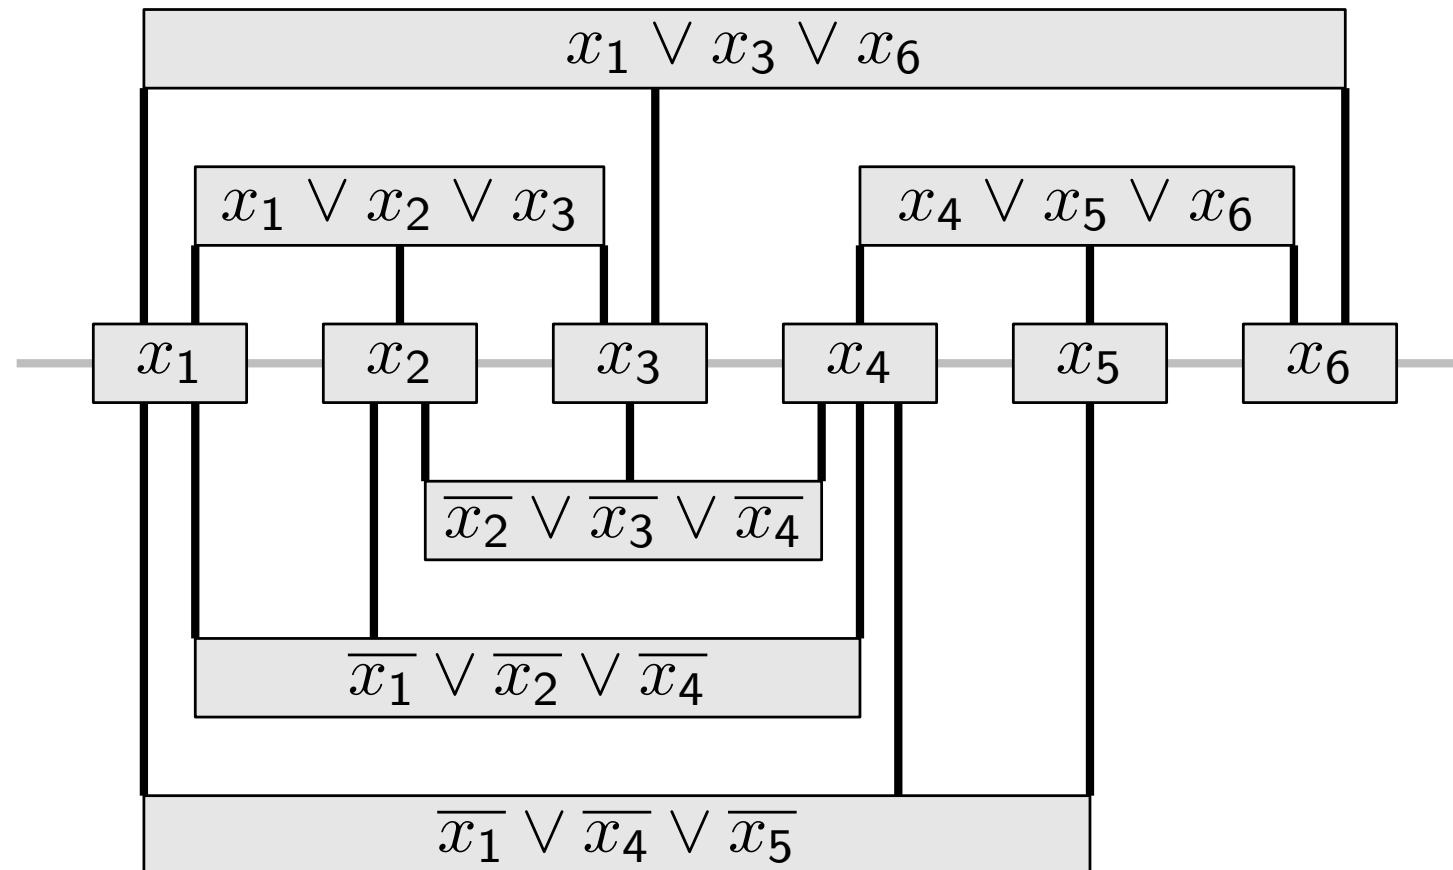 x₁ ∨ x₃ ∨ x₆
x₁ ∨ x₂ ∨ x₃ x₄ ∨ x₅ ∨ x₆
x₁ x₂ x₃ x₄ x₅ x₆
x̅₂ ∨ x̅₃ ∨ x̅₄
x̅₁ ∨ x̅₂ ∨ x̅₄
x̅₁ ∨ x̅₄ ∨ x̅₅